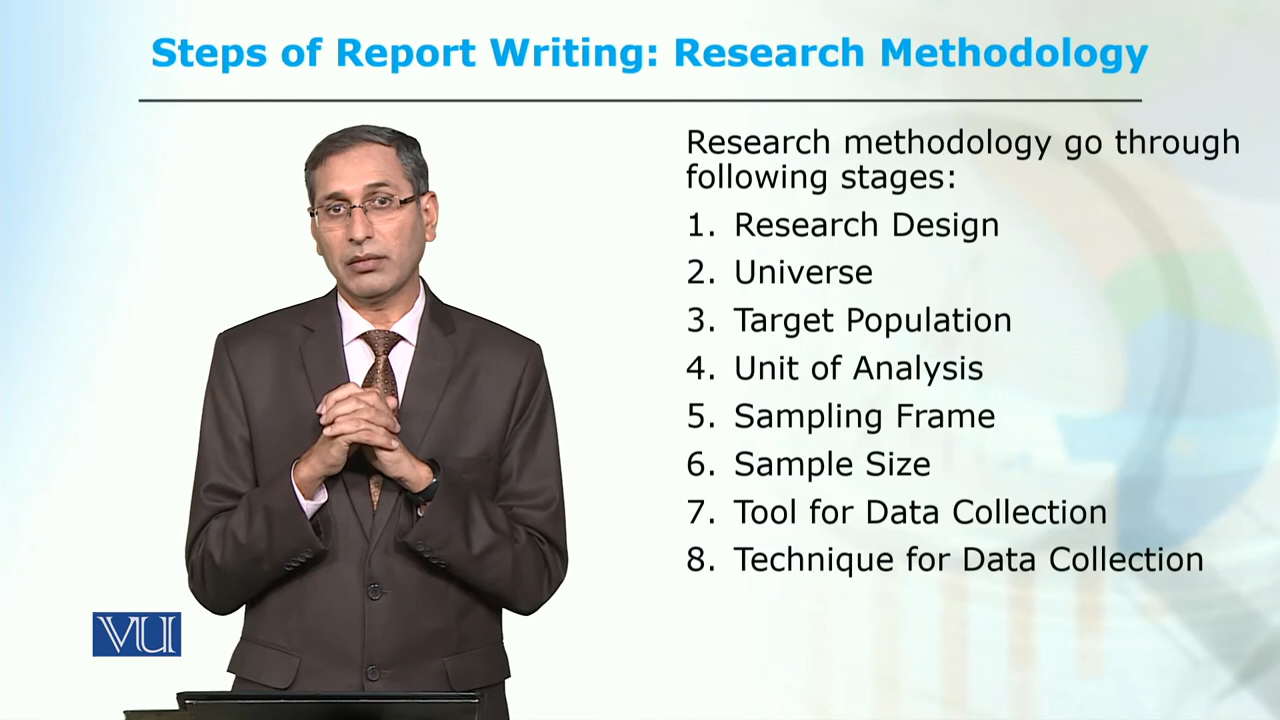 Steps of Report Writing: Research Methodology
Research methodology go through
following stages:
1. Research Design
2. Universe
3. Target Population
4. Unit of Analysis
5. Sampling Frame
6. Sample Size
7. Tool for Data Collection
8. Technique for Data Collection
VU